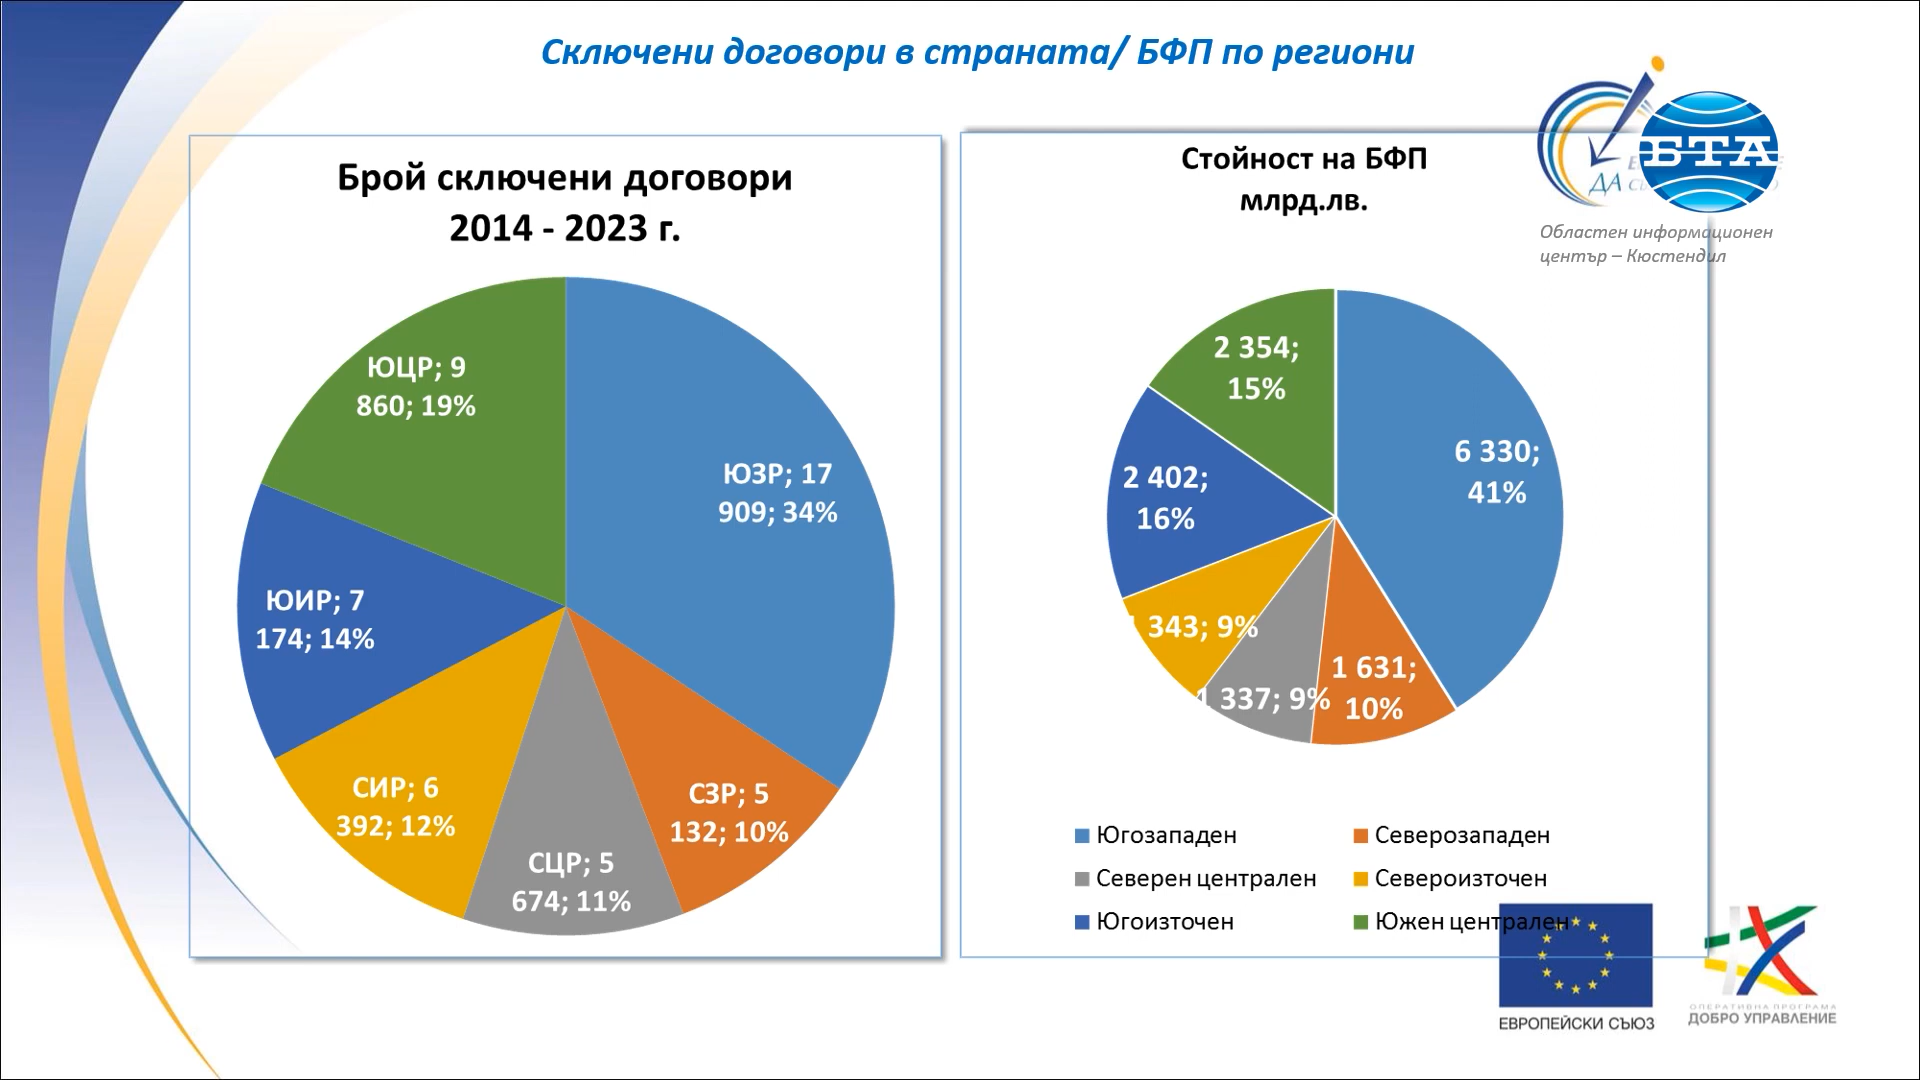 Сключени договори в страната/ БФП по региони
БТА
ДА
Областен информационен
център – Кюстендил
Брой сключени договори
2014 - 2023 г.
ЮЦР; 9
860; 19%
ЮЗР; 17
909; 34%
ЮИР; 7
174; 14%
СИР; 6
392; 12%
СЦР; 5
674; 11%
СЗР; 5
132; 10%
Стойност на БФП
млрд.лв.
2 354;
15%
6 330;
41%
2 402;
16%
343; 9%
1 337; 9%
1 631;
10%
Югозападен
Северозападен
Северен централен
Североизточен
Югоизточен
Южен централен
ЕВРОПЕЙСКИ СЪЮЗ
ОПЕРАТИВНА ПРОГРАМА
ДОБРО УПРАВЛЕНИЕ